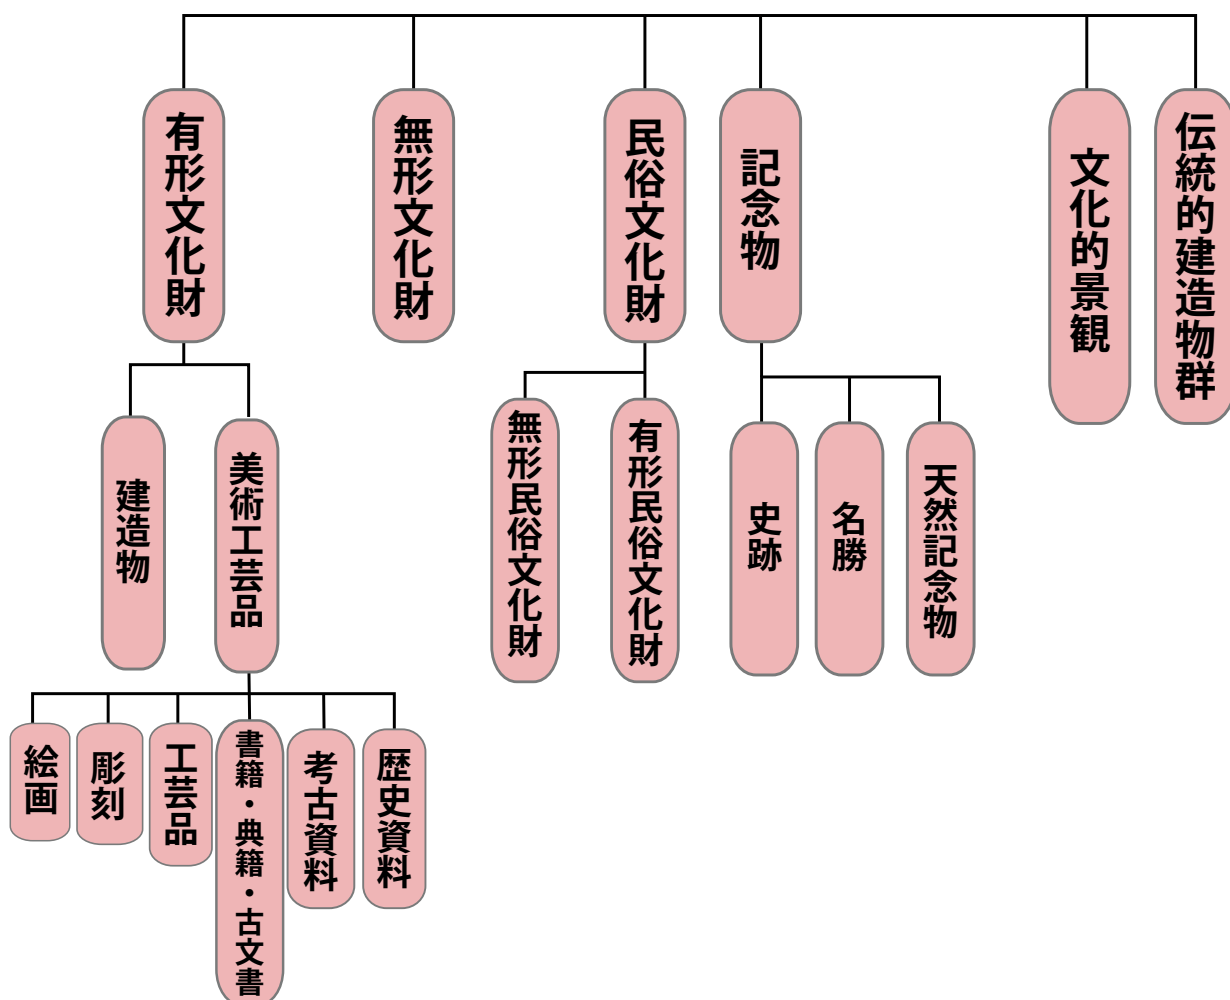 有形文化財
無形文化財
民俗文化財
記念物
文化的景観
伝統的建造物群
建造物
美術工芸品
無形民俗文化財
有形民俗文化財
史跡
名勝
天然記念物
絵画
彫刻
工芸品
書籍・典籍・古文書
考古資料
歴史資料